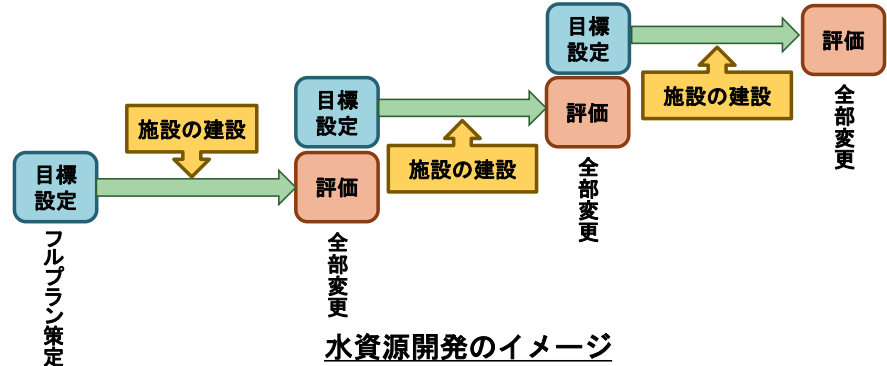 目標
設定
施設の建設
評価
フルプラン策定
目標
設定
施設の建設
評価
全部変更
目標
設定
施設の建設
評価
全部変更
全部変更
水資源開発のイメージ